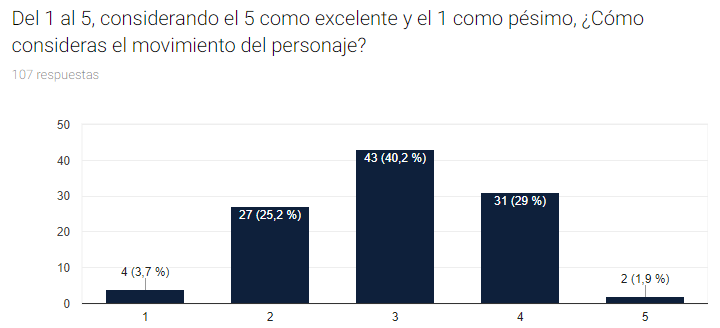 Del 1 al 5, considerando el 5 como excelente y el 1 como pésimo, ¿Cómo
consideras el movimiento del personaje?
107 respuestas
50
40
30
20
10
0
4 (3,7 %)
27 (25,2 %)
43 (40,2 %)
31 (29 %)
2 (1,9 %)
1 2 3 4 5